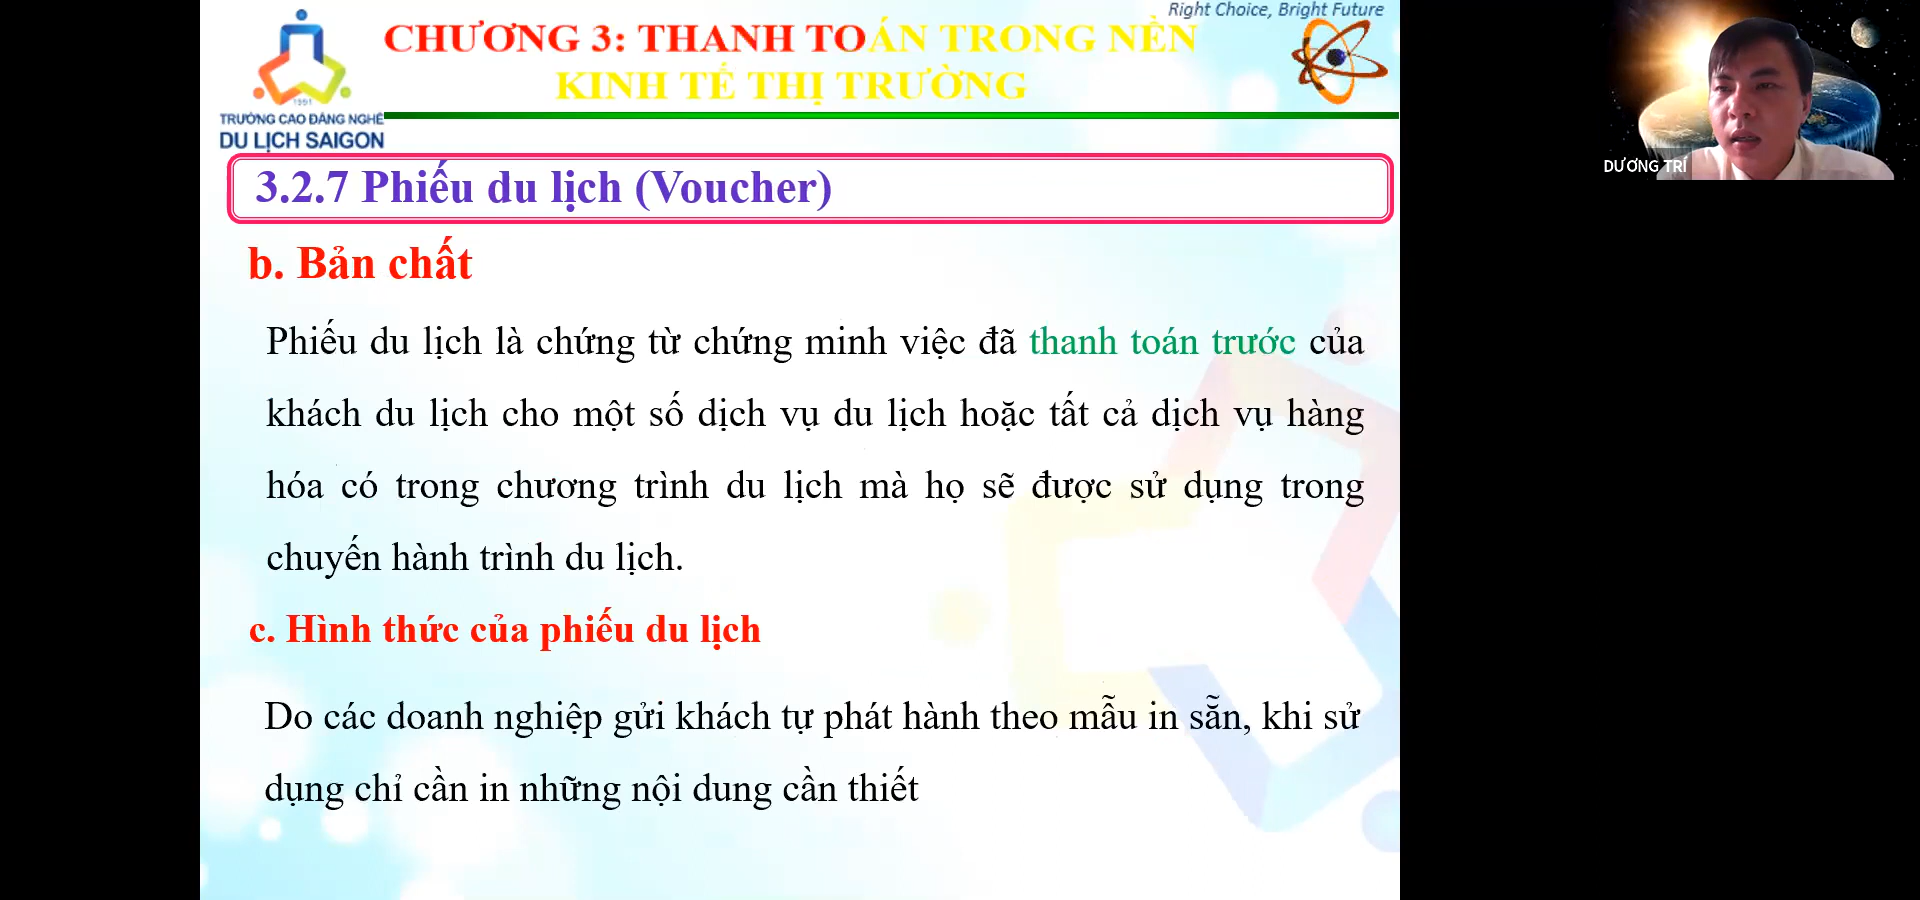 Right Choice, Bright Future
CHƯƠNG 3: THANH TOÁN TRONG NỀN
KINH TẾ THỊ TRƯỜNG
1991
TRƯỜNG CAO ĐẲNG NGHỀ
DU LỊCH SAIGON
DƯƠNG TRÍ
3.2.7 Phiếu du lịch (Voucher)
b. Bản chất
Phiếu du lịch là chứng từ chứng minh việc đã thanh toán trước của
khách du lịch cho một số dịch vụ du lịch hoặc tất cả dịch vụ hàng
hóa có trong chương trình du lịch mà họ sẽ được sử dụng trong
chuyến hành trình du lịch.
c. Hình thức của phiếu du lịch
Do các doanh nghiệp gửi khách tự phát hành theo mẫu in sẵn, khi sử
dụng chỉ cần in những nội dung cần thiết